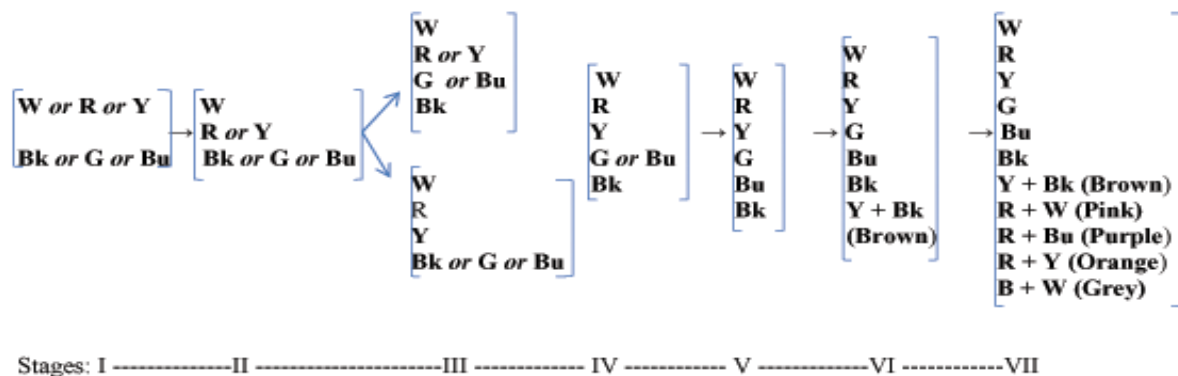 W or R or Y
Bk or G or Bu
→
W
R or Y
Bk or G or Bu
W
R or Y
G or Bu
Bk
W
R
Y
Bk or G or Bu
W
R
Y
G or Bu
Bk
→
W
R
Y
G
Bu
Bk
→
W
R
Y
G
Bu
Bk
Y + Bk
(Brown)
→
W
R
Y
G
Bu
Bk
Y + Bk (Brown)
R + W (Pink)
R + Bu (Purple)
R + Y (Orange)
B + W (Grey)
Stages: I --------------II ----------------------III ------------- IV ------------ V -------------VI ------------VII